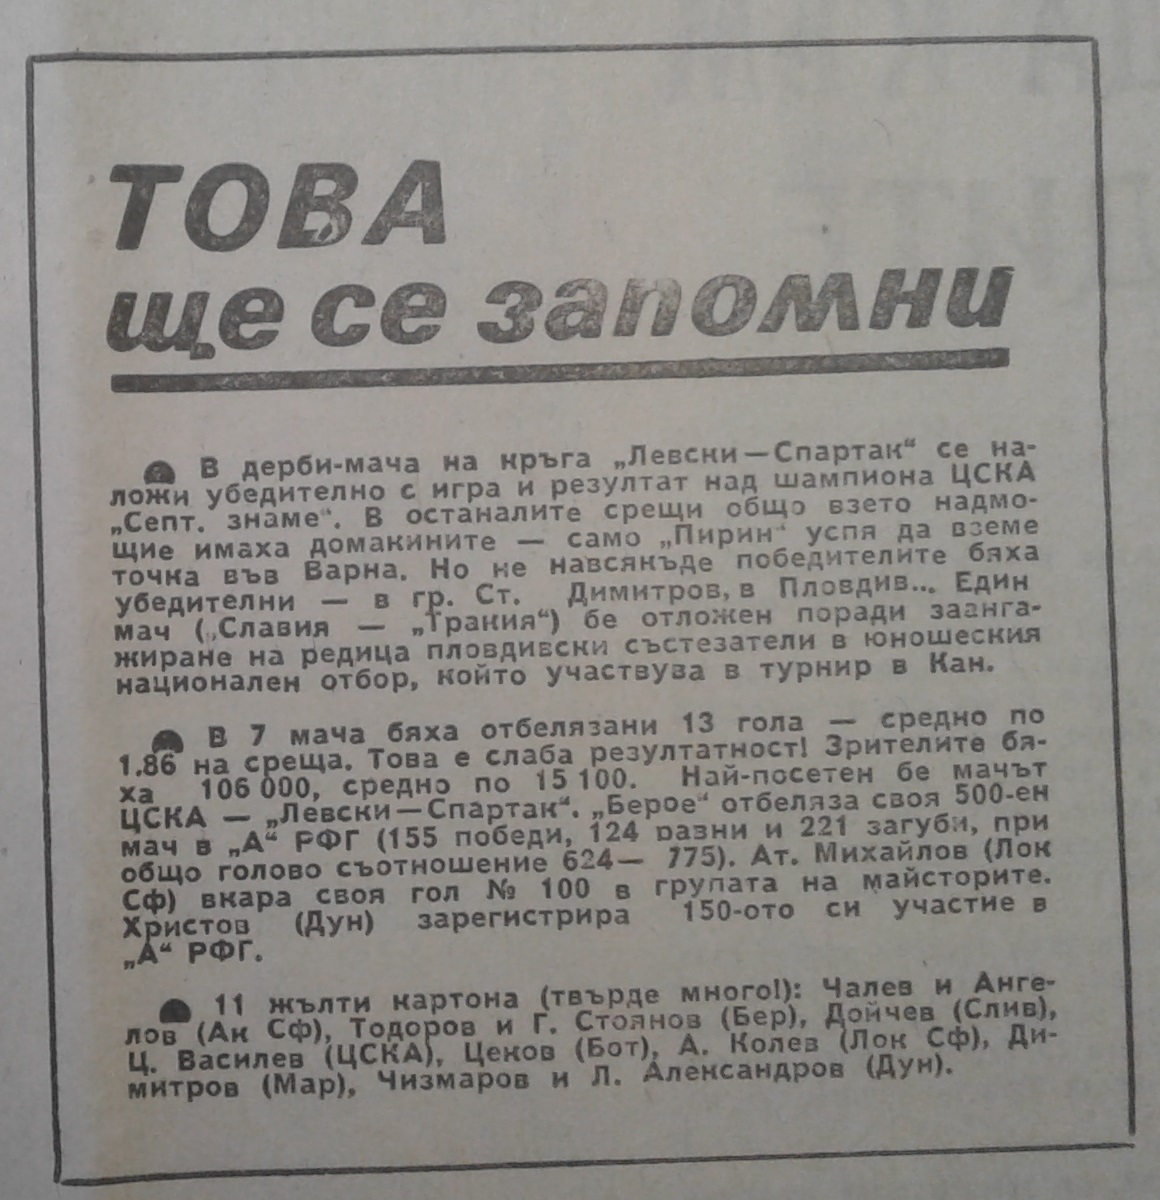 ТОВА
ще се запомни
В дерби-мача на кръга „Левски—Спартак“ се на-
ложи убедително с игра и резултат над шампиона ЦСКА
„Септ. знаме“. В останалите срещи общо взето надмо-
щие имаха домакините — само „Пирин“ успя да вземе
точка във Варна. Но не навсякъде победителите бяха
убедителни — в гр. Ст. Димитров, в Пловдив... Един
мач („Славия — „Тракия“) бе отложен поради заанга-
жиране на редица пловдивски състезатели в юношеския
национален отбор, който участвува в турнир в Кан.
В 7 мача бяха отбелязани 13 гола — средно по
1.86 на среща. Това е слаба резултатност! Зрителите бя-
ха 106 000, средно по 15 100. Най-посетен бе мачът
ЦСКА — „Левски—Спартак“. „Берое“ отбеляза своя 500-ен
мач в „А“ РФГ (155 победи, 124 равни и 221 загуби, при
общо голово съотношение 624— 775). Ат. Михайлов (Лок
Сф) вкара своя гол № 100 в групата на майсторите.
Христов (Дун) зарегистрира 150-ото си участие в
„А“ РФГ.
11 жълти картона (твърде много!): Чалев и Анге-
лов (Ак Сф), Тодоров и Г. Стоянов (Бер), Дойчев (Слив),
Ц. Василев (ЦСКА), Цеков (Бот), А. Колев (Лок Сф), Ди-
митров (Мар), Чизмаров и Л. Александров (Дун).